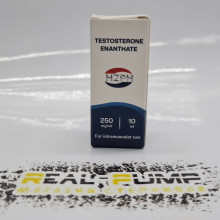 TESTOSTERONE
ENANTHATE
250
mg/ml
10
ml
For intramuscular use
REAL PUMP